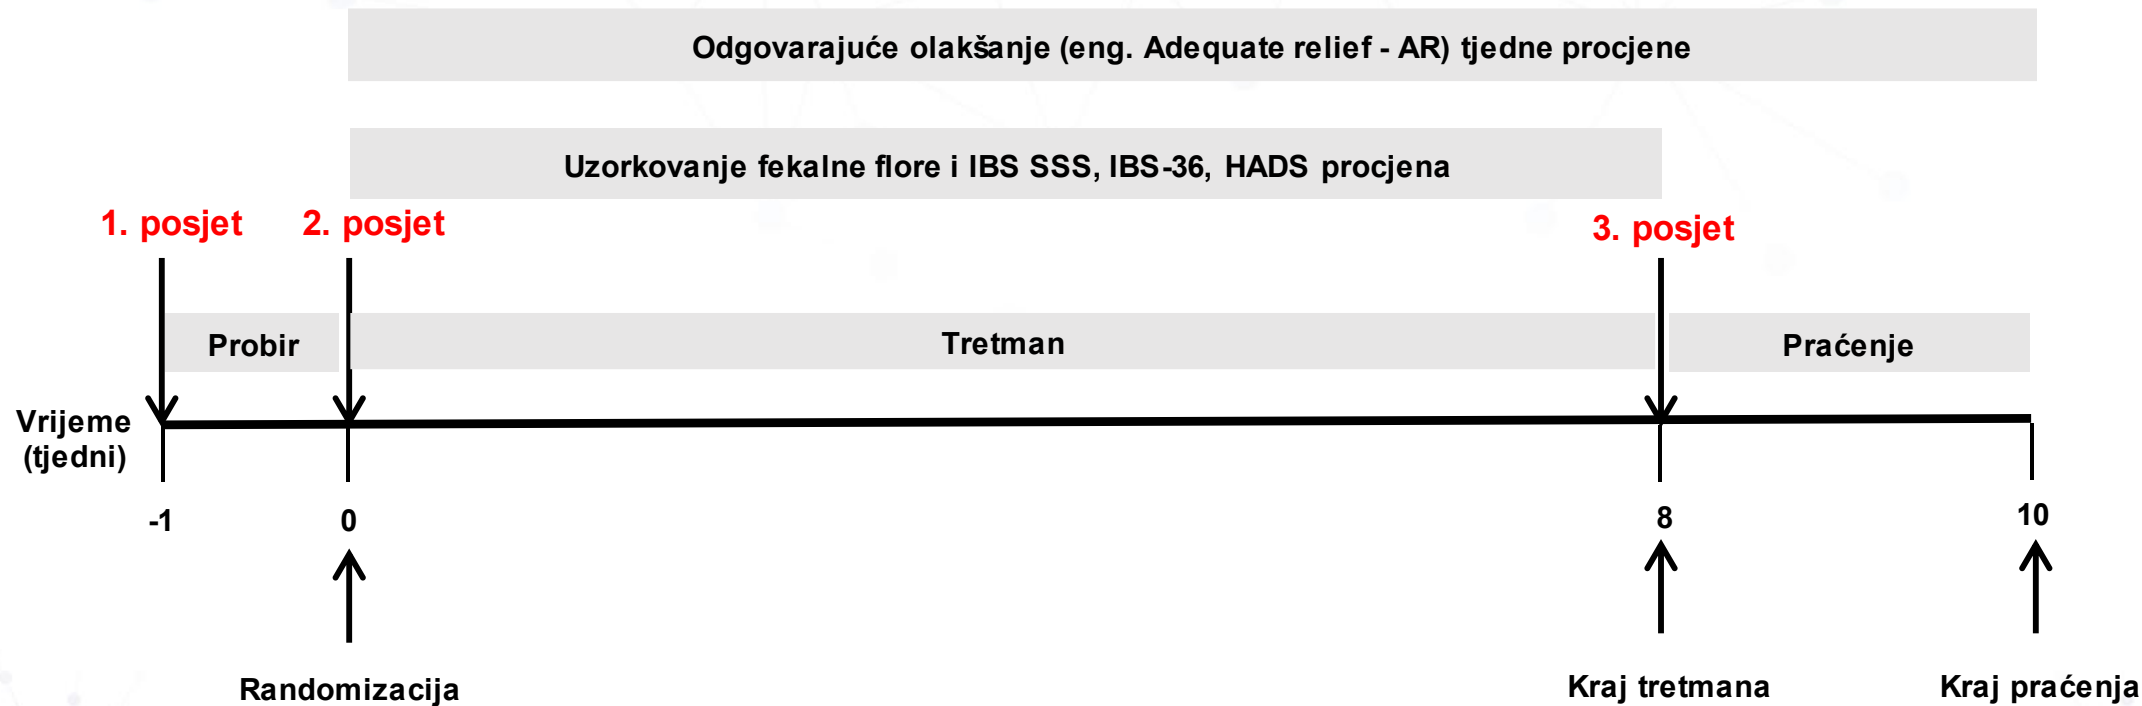 Odgovarajuće olakšanje (eng. Adequate relief - AR) tjedne procjene
Uzorkovanje fekalne flore i IBS SSS, IBS-36, HADS procjena
1. posjet
2. posjet
3. posjet
Probir
Tretman
Praćenje
Vrijeme
(tjedni)
-1
0
8
10
Randomizacija
Kraj tretmana
Kraj praćenja